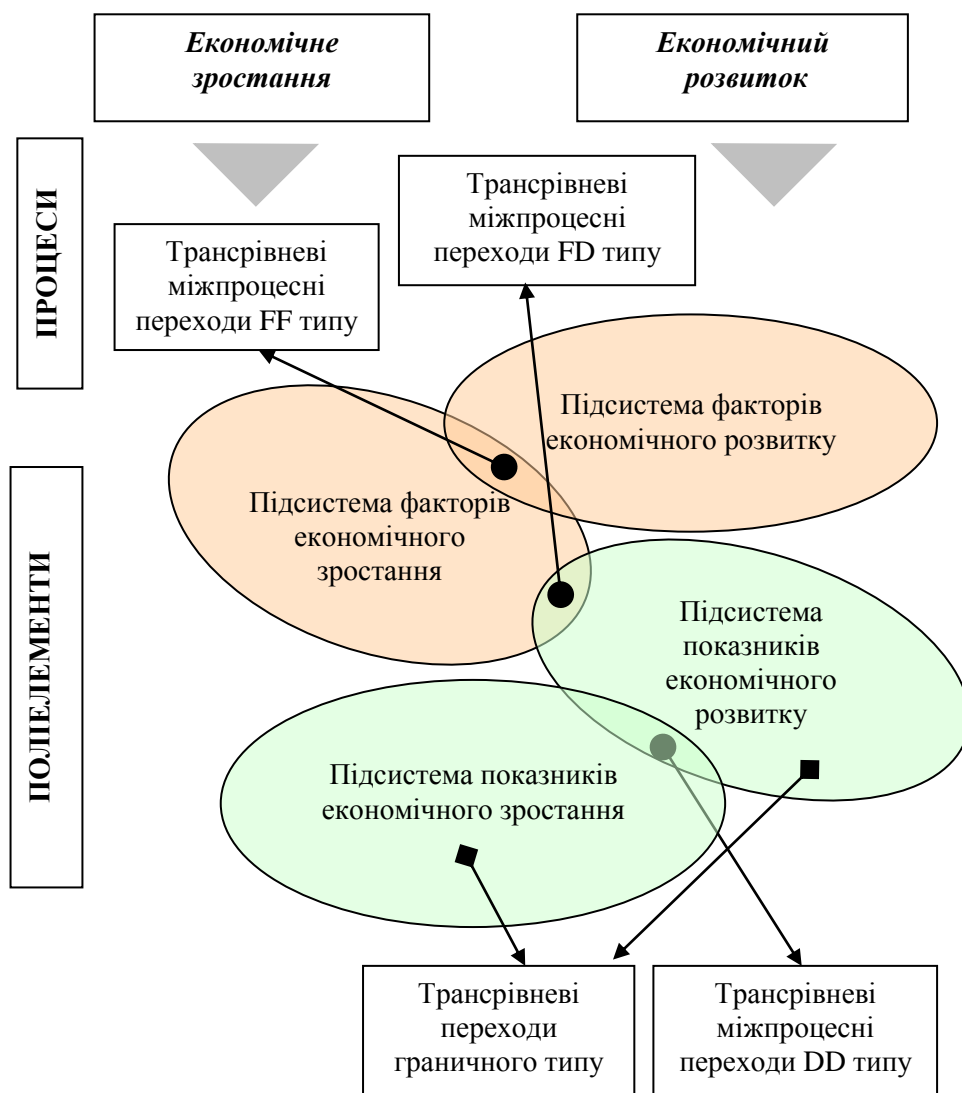 Економічне
зростання
Економічний
розвиток
ПРОЦЕСИ
Трансрівневі
міжпроцесні
переходи FD типу
Трансрівневі
міжпроцесні
переходи FF типу
Підсистема факторів
економічного розвитку
ПОЛІЕЛЕМЕНТИ
Підсистема факторів
економічного
зростання
Підсистема
показників
економічного
розвитку
Підсистема показників
економічного зростання
Трансрівневі
переходи
граничного типу
Трансрівневі
міжпроцесні
переходи DD типу